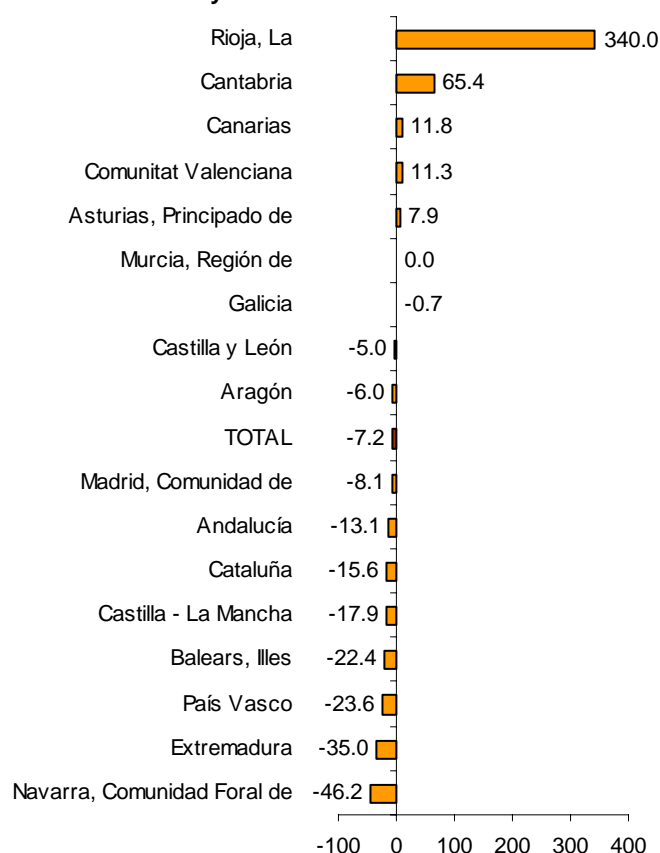 Rioja, La 340.0
Cantabria 65.4
Canarias 11.8
Comunitat Valenciana 11.3
Asturias, Principado de 7.9
Murcia, Región de 0.0
Galicia -0.7
Castilla y León -5.0
Aragón -6.0
TOTAL -7.2
Madrid, Comunidad de -8.1
Andalucía -13.1
Cataluña -15.6
Castilla - La Mancha -17.9
Balears, Illes -22.4
País Vasco -23.6
Extremadura -35.0
Navarra, Comunidad Foral de -46.2
-100 0 100 200 300 400